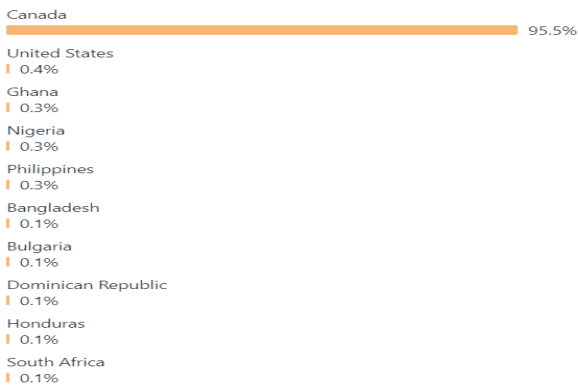 Canada
95.5%
United States
0.4%
Ghana
0.3%
Nigeria
0.3%
Philippines
0.3%
Bangladesh
0.1%
Bulgaria
0.1%
Dominican Republic
0.1%
Honduras
0.1%
South Africa
0.1%